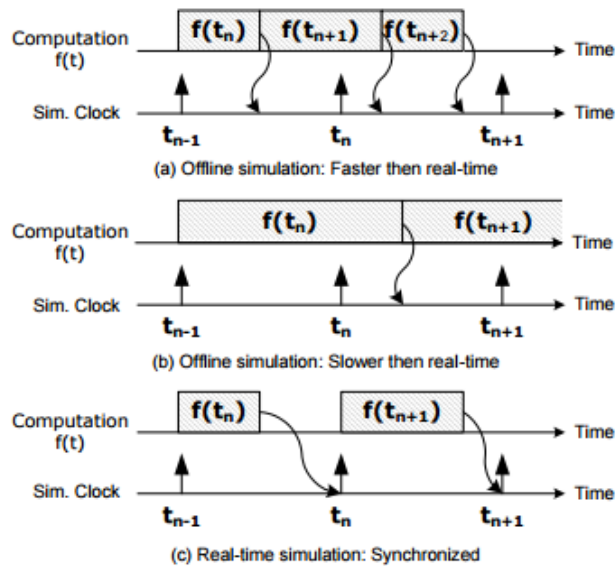 Computation
f(t)
f(tₙ) f(tₙ₊₁) f(tₙ₊₂)
Time
Sim. Clock
Time
tₙ₋₁ tₙ tₙ₊₁
(a) Offline simulation: Faster then real-time
Computation
f(t)
f(tₙ) f(tₙ₊₁)
Time
Sim. Clock
Time
tₙ₋₁ tₙ tₙ₊₁
(b) Offline simulation: Slower then real-time
Computation
f(t)
f(tₙ) f(tₙ₊₁)
Time
Sim. Clock
Time
tₙ₋₁ tₙ tₙ₊₁
(c) Real-time simulation: Synchronized